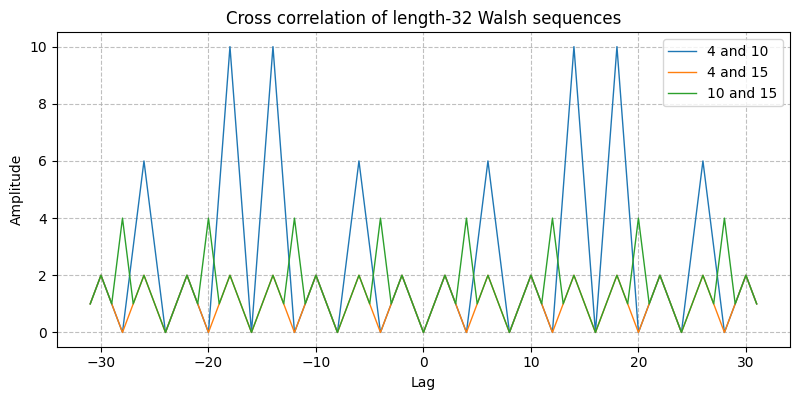 Cross correlation of length-32 Walsh sequences
10
8
6
4
2
0
Amplitude
4 and 10
4 and 15
10 and 15
−30
−20
−10
0
10
20
30
Lag